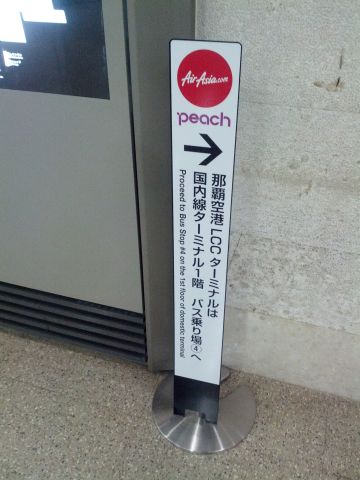 AirAsia.com
peach
那覇空港LCCターミナルは
国内線ターミナル1階 バス乗り場④へ
Proceed to Bus Stop #4 on the 1st floor of domestic terminal